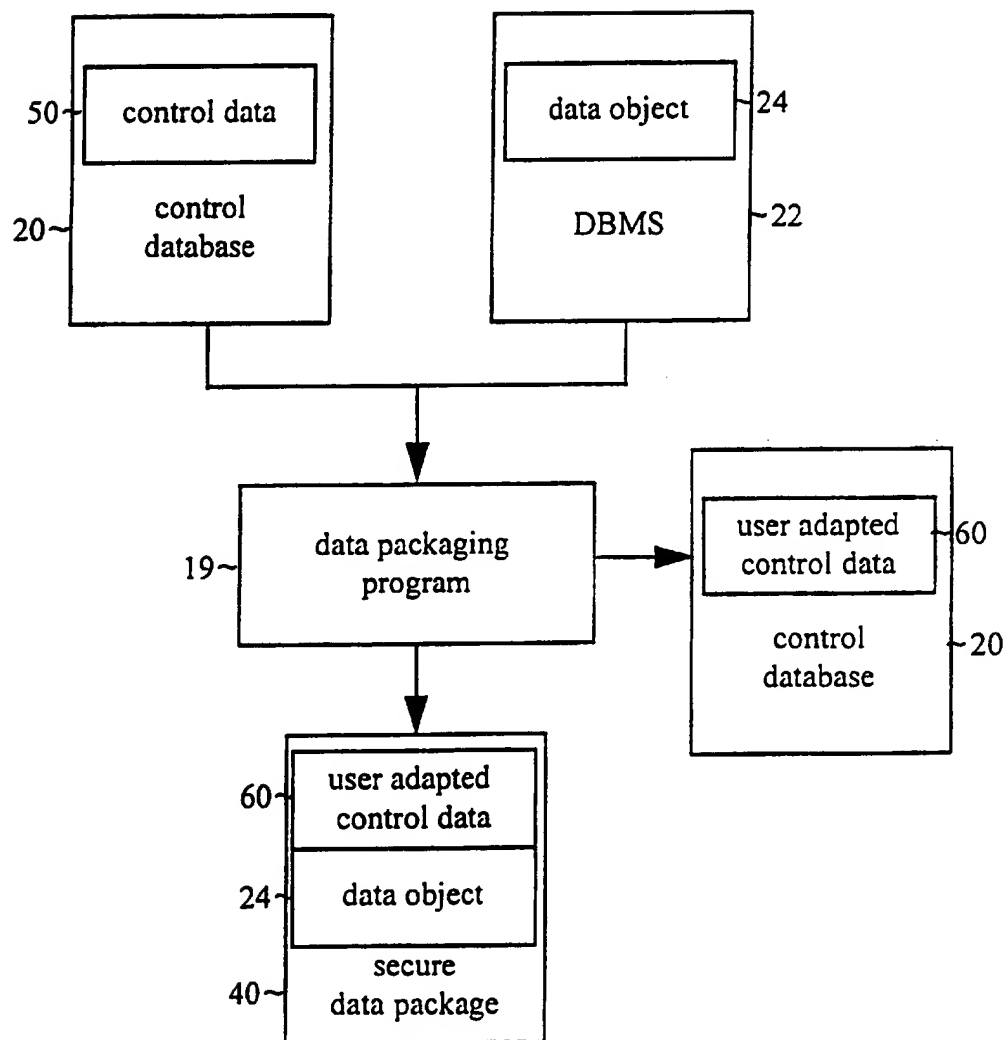 50
control data
20
control
database
data object
24
DBMS
22
19
data packaging
program
user adapted
control data
60
control
database
20
60
user adapted
control data
24
data object
40
secure
data package